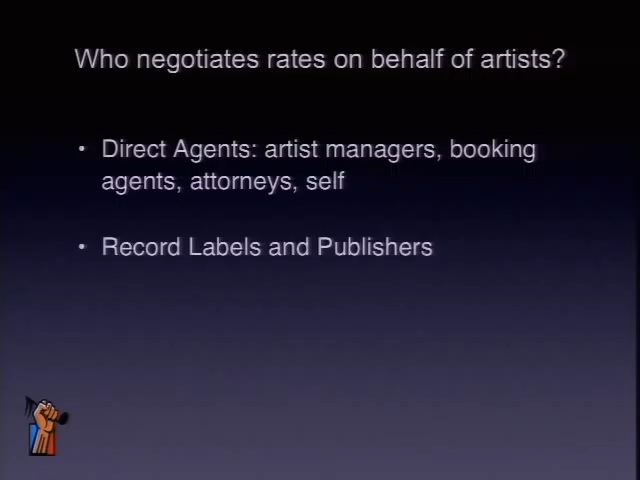 Who negotiates rates on behalf of artists?
• Direct Agents: artist managers, booking
agents, attorneys, self
• Record Labels and Publishers